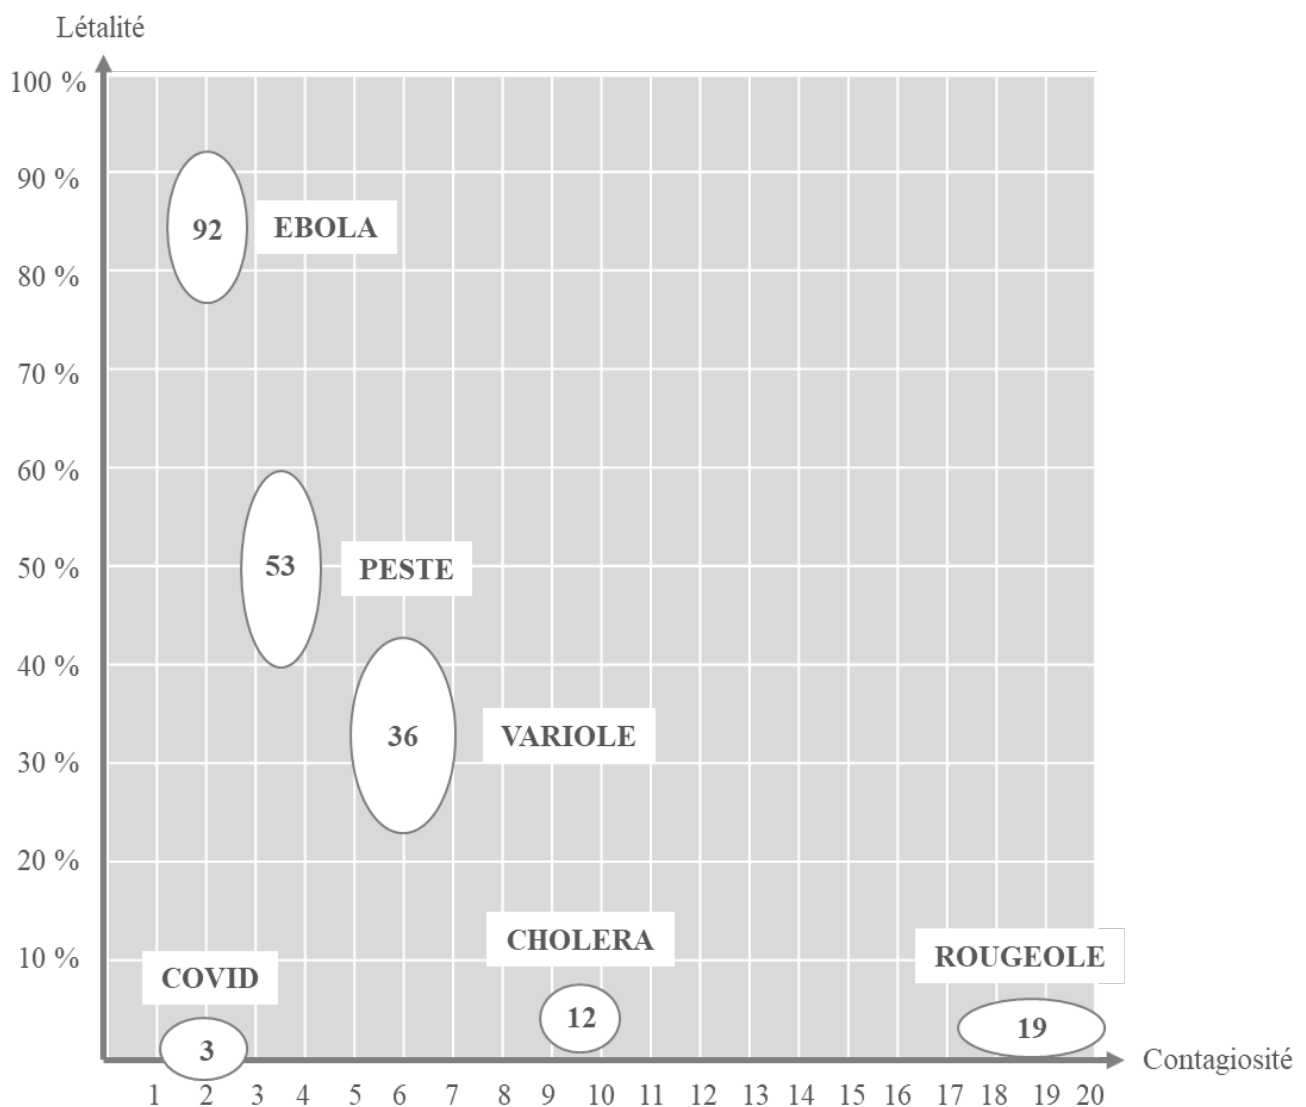 Létalité
100 %
90 %
92
EBOLA
80 %
70 %
60 %
50 %
53
PESTE
40 %
36
VARIOLE
30 %
20 %
10 %
CHOLERA
ROUGEOLE
COVID
12
19
3
Contagiosité
1 2 3 4 5 6 7 8 9 10 11 12 13 14 15 16 17 18 19 20